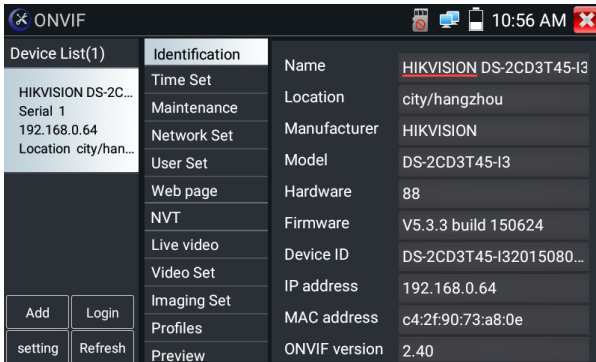 ONVIF
10:56 AM
Device List(1)
HIKVISION DS-2C...
Serial 1
192.168.0.64
Location city/han...
Add
Login
setting
Refresh
Identification
Time Set
Maintenance
Network Set
User Set
Web page
NVT
Live video
Video Set
Imaging Set
Profiles
Preview
Name HIKVISION DS-2CD3T45-I3
Location city/hangzhou
Manufacturer HIKVISION
Model DS-2CD3T45-I3
Hardware 88
Firmware V5.3.3 build 150624
Device ID DS-2CD3T45-I32015080...
IP address 192.168.0.64
MAC address c4:2f:90:73:a8:0e
ONVIF version 2.40